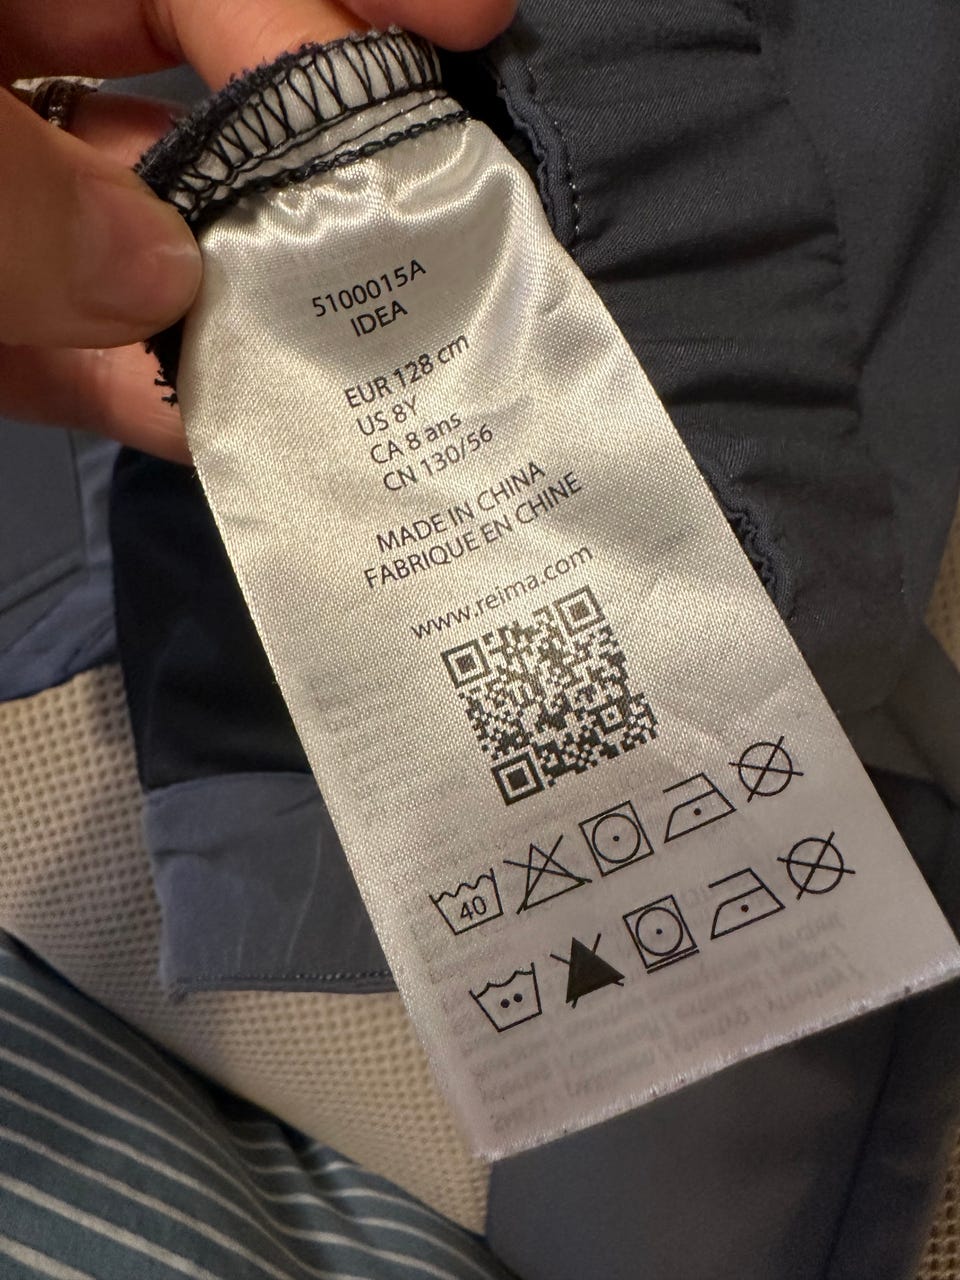 5100015A
IDEA
EUR 128 cm
US 8Y
CA 8 ans
CN 130/56
MADE IN CHINA
FABRIQUE EN CHINE
www.reima.com
40